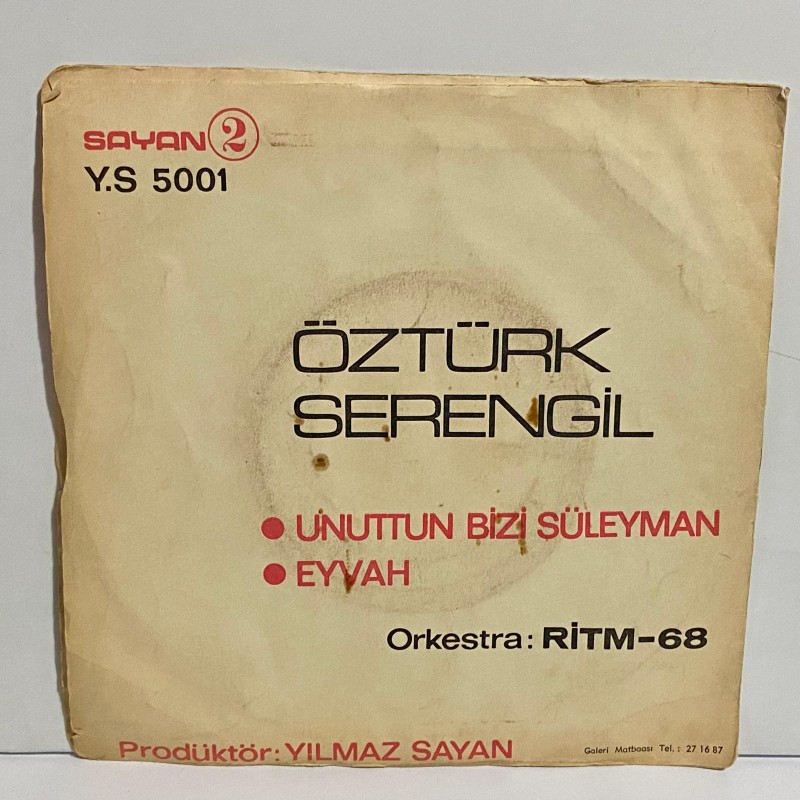 SAYAN 2
Y.S 5001
ÖZTÜRK
SERENGİL
● UNUTTUN BİZİ SÜLEYMAN
● EYVAH
Orkestra: RİTM-68
Prodüktör: YILMAZ SAYAN
Galeri Matbaası Tel.: 27 16 87